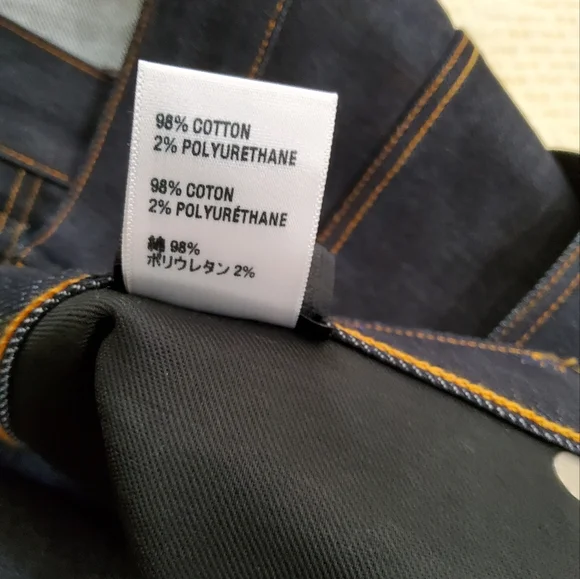 98% COTTON
2% POLYURETHANE
98% COTON
2% POLYURÉTHANE
綿 98%
ポリウレタン 2%